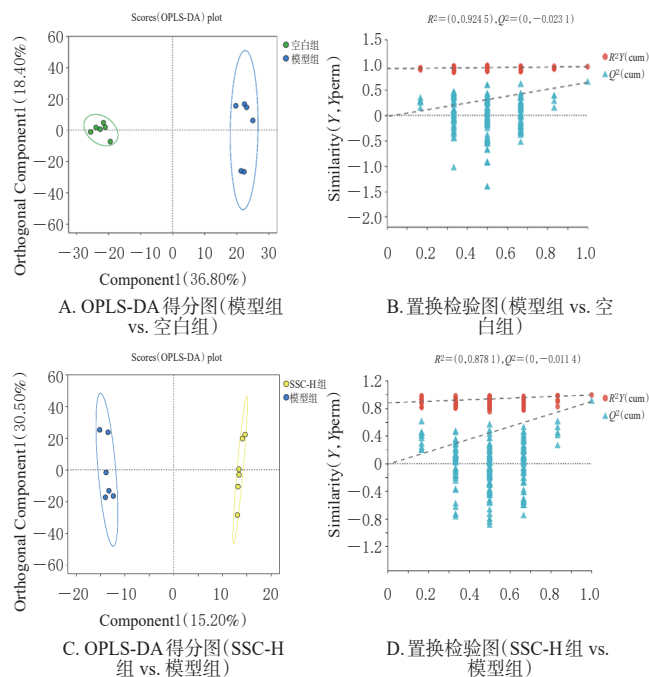 Scores(OPLS-DA) plot
空白组
模型组
Orthogonal Component1(18.40%)
60
40
20
0
−20
−40
−60
−30 −20 −10 0 10 20 30
Component1(36.80%)
A. OPLS-DA得分图(模型组
vs. 空白组)
R²=(0,0.924 5),Q²=(0,−0.023 1)
R²Y(cum)
Q²(cum)
Similarity(Y, Yperm)
1.5
1.0
0.5
0
−0.5
−1.0
−1.5
−2.0
0 0.2 0.4 0.6 0.8 1.0
B. 置换检验图(模型组 vs. 空
白组)
Scores(OPLS-DA) plot
SSC-H组
模型组
Orthogonal Component1(30.50%)
60
40
20
0
−20
−40
−60
−20 −10 0 10 20
Component1(15.20%)
C. OPLS-DA得分图(SSC-H
组 vs. 模型组)
R²=(0,0.878 1),Q²=(0,−0.011 4)
R²Y(cum)
Q²(cum)
Similarity(Y, Yperm)
1.2
0.8
0.4
0
−0.4
−0.8
−1.2
0 0.2 0.4 0.6 0.8 1.0
D. 置换检验图(SSC-H组 vs.
模型组)